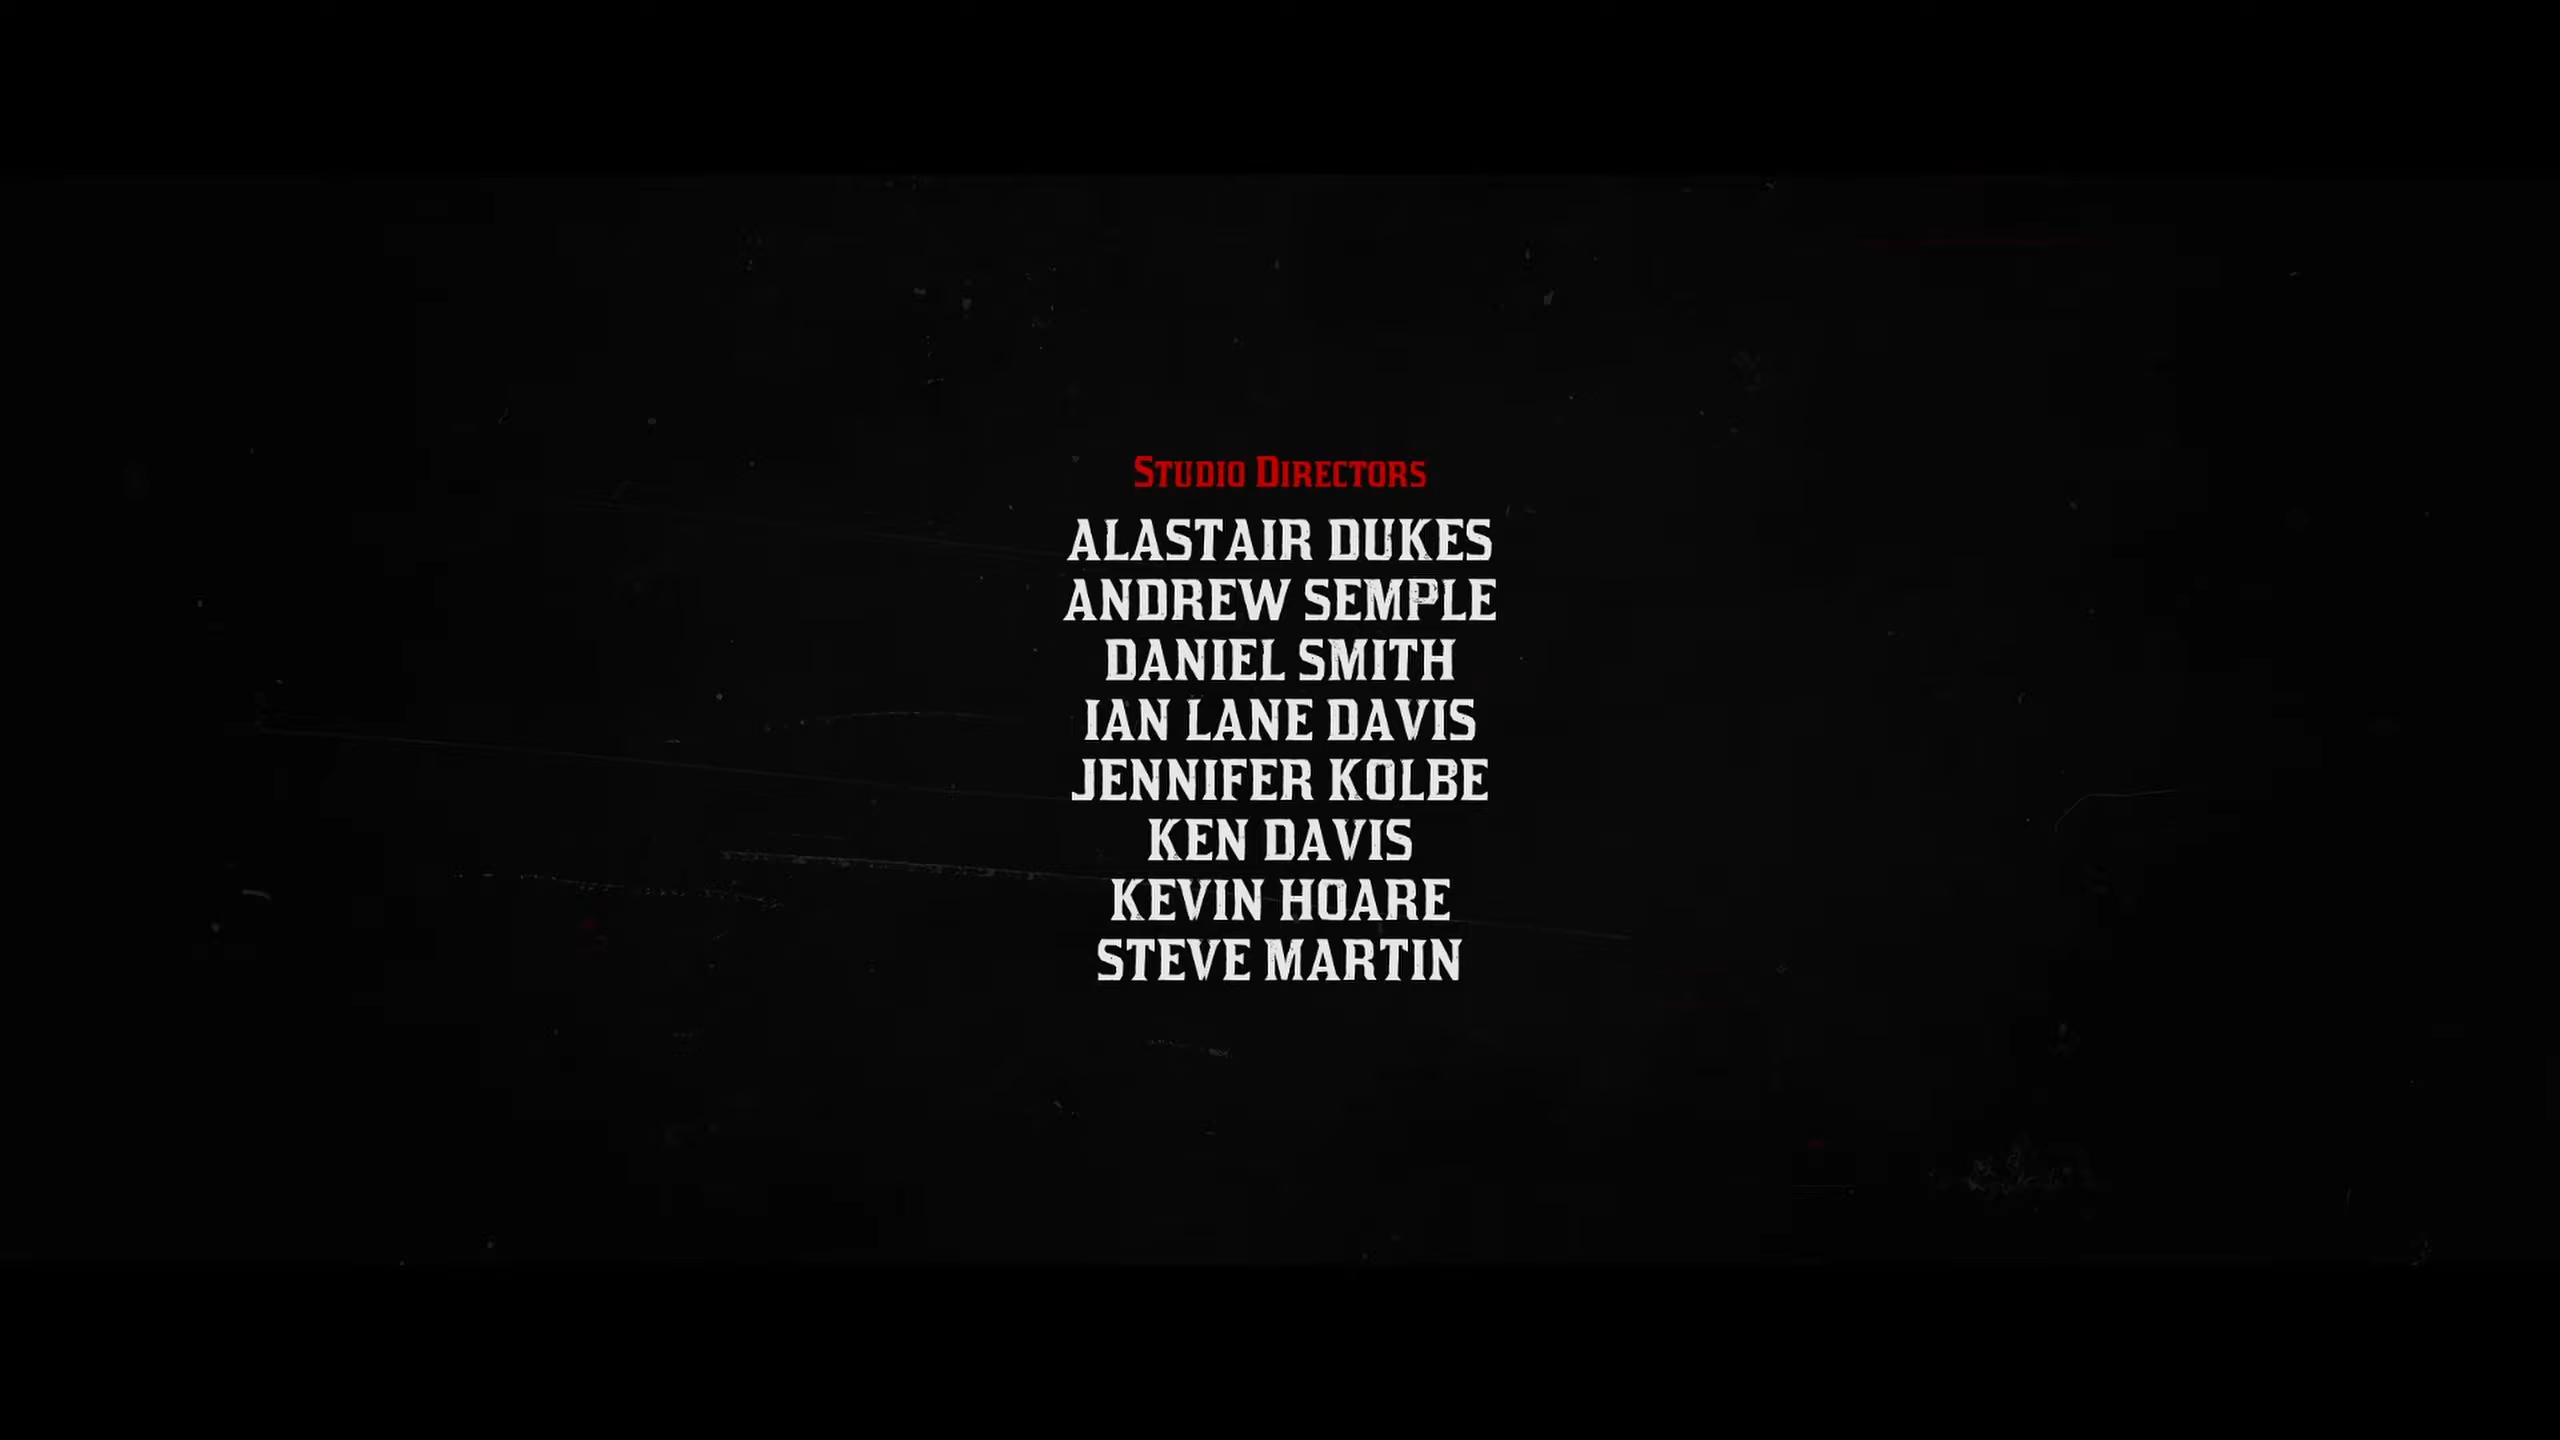 Studio Directors
ALASTAIR DUKES
ANDREW SEMPLE
DANIEL SMITH
IAN LANE DAVIS
JENNIFER KOLBE
KEN DAVIS
KEVIN HOARE
STEVE MARTIN